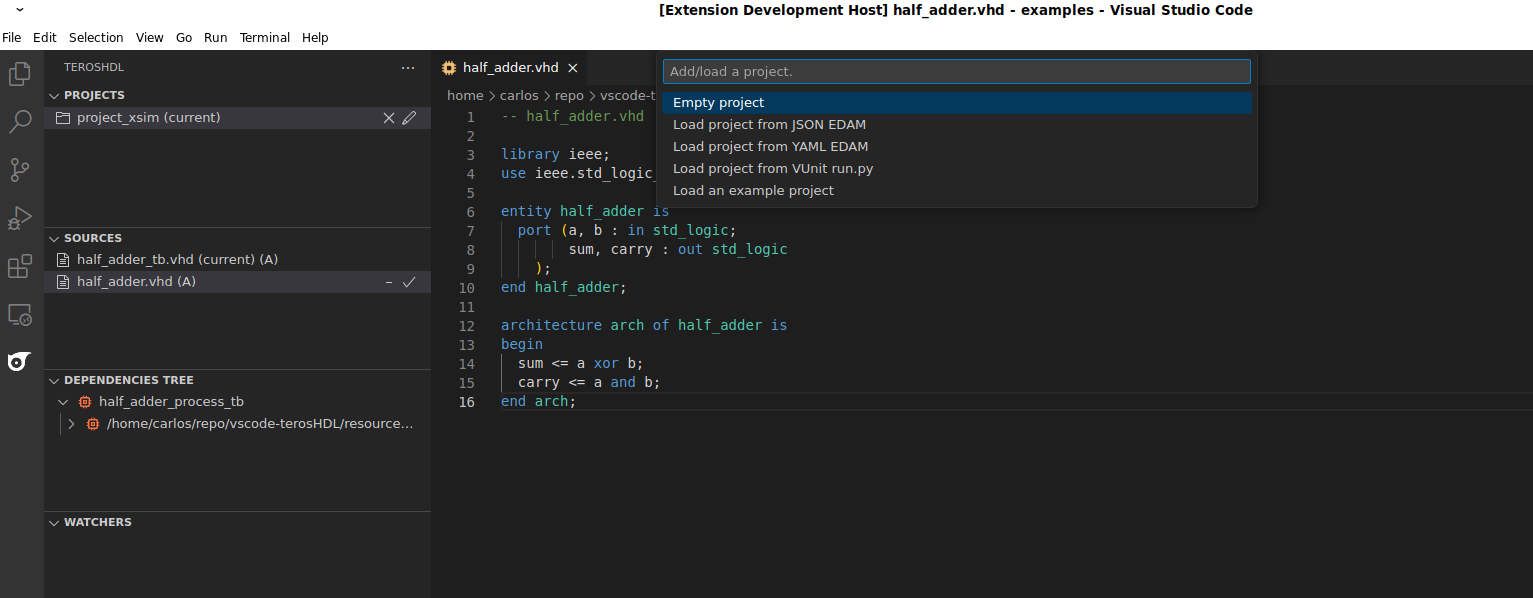 [Extension Development Host] half_adder.vhd - examples - Visual Studio Code
File Edit Selection View Go Run Terminal Help
TEROSHDL
PROJECTS
project_xsim (current)
SOURCES
half_adder_tb.vhd (current) (A)
half_adder.vhd (A)
DEPENDENCIES TREE
half_adder_process_tb
/home/carlos/repo/vscode-terosHDL/resource...
WATCHERS
half_adder.vhd
home > carlos > repo > vscode-t
Add/load a project.
Empty project
Load project from JSON EDAM
Load project from YAML EDAM
Load project from VUnit run.py
Load an example project
1 -- half_adder.vhd
2
3 library ieee;
4 use ieee.std_logic_
5
6 entity half_adder is
7 port (a, b : in std_logic;
8 sum, carry : out std_logic
9 );
10 end half_adder;
11
12 architecture arch of half_adder is
13 begin
14 sum <= a xor b;
15 carry <= a and b;
16 end arch;